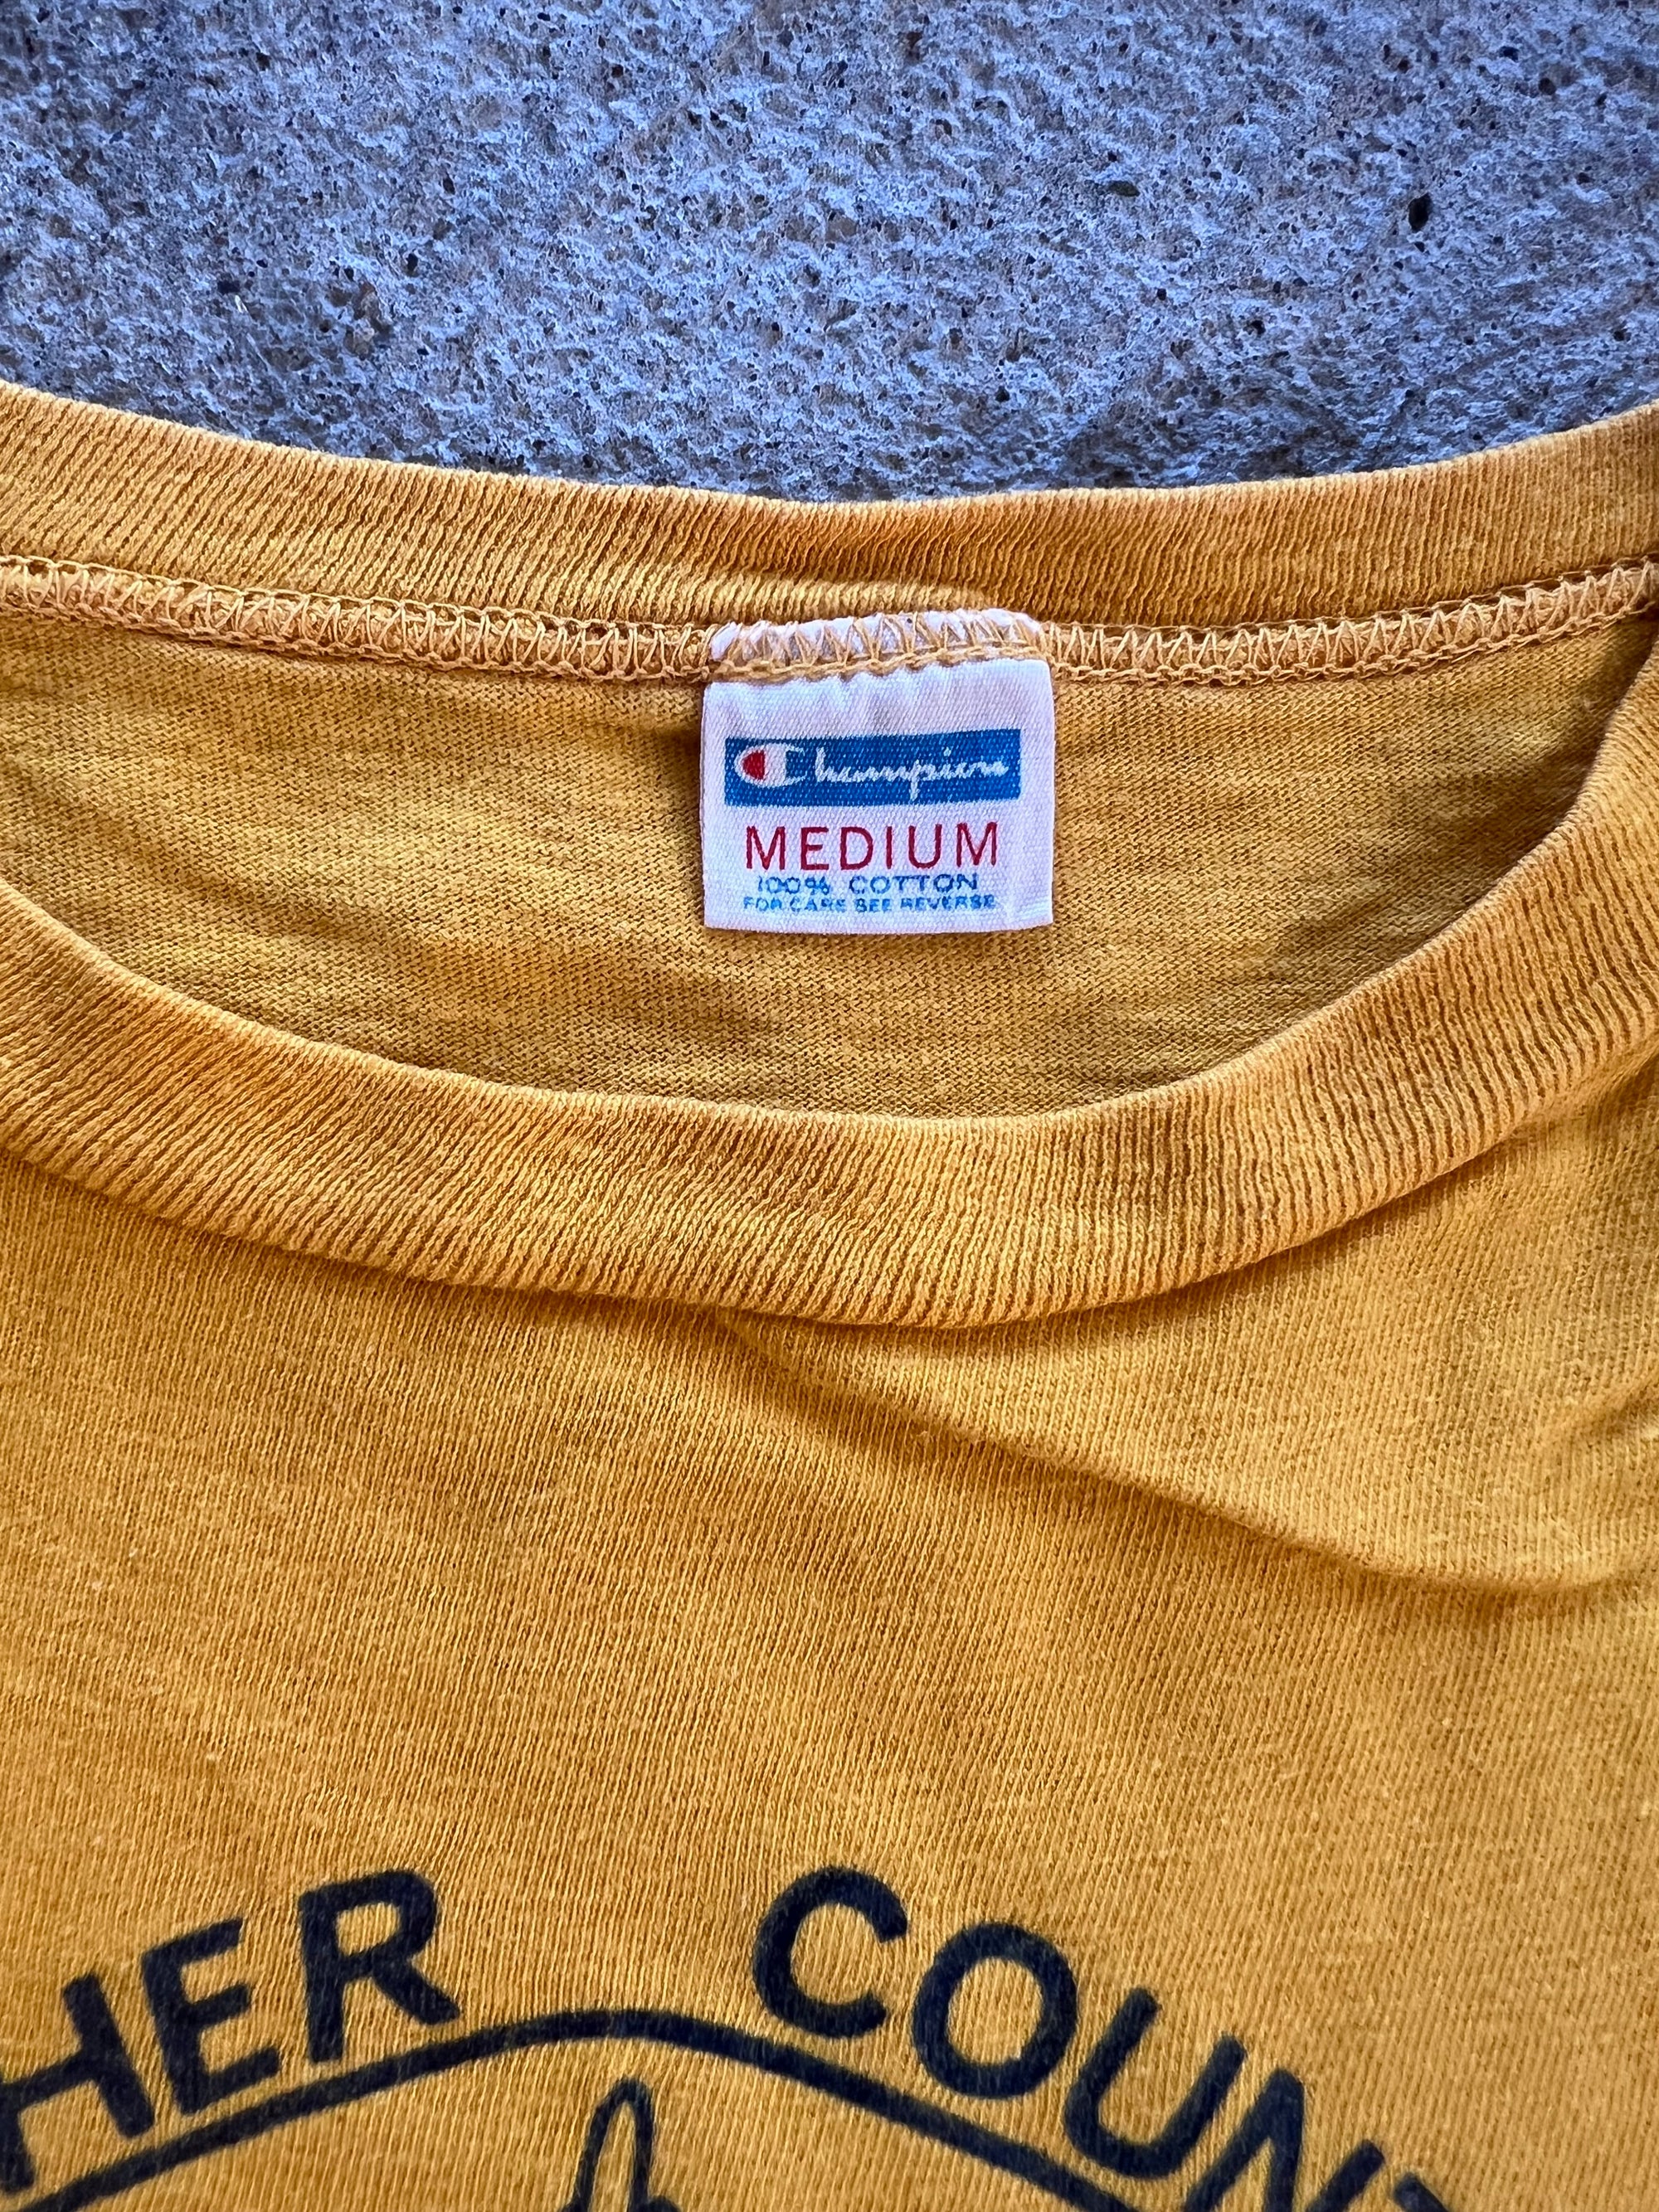 Champion
MEDIUM
100% COTTON
FOR CARE SEE REVERSE
HER COUN